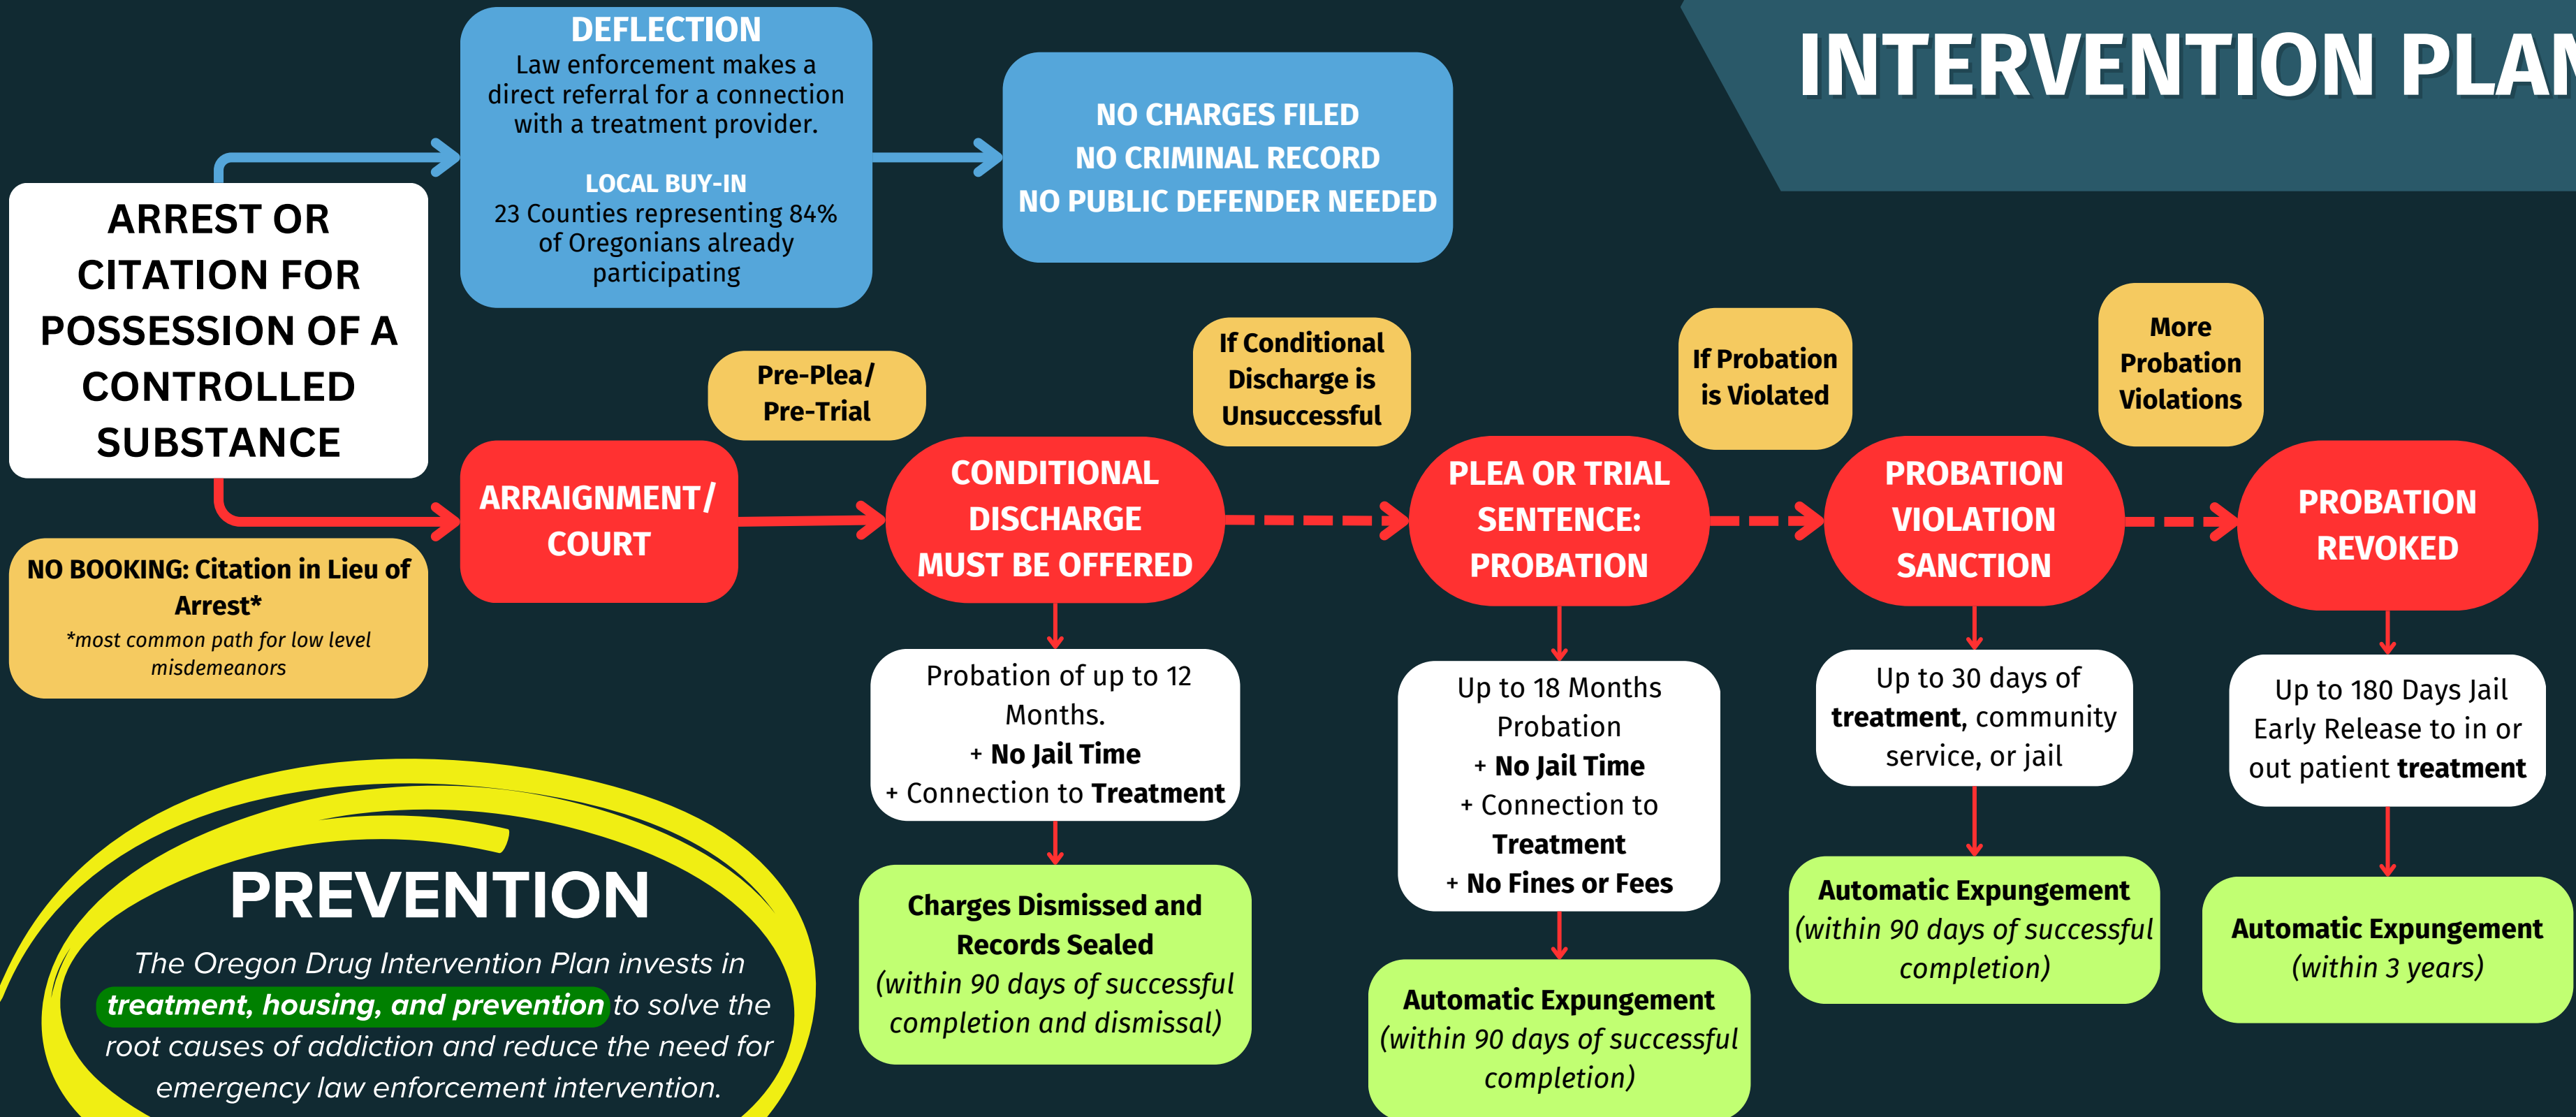 INTERVENTION PLAN
DEFLECTION
Law enforcement makes a
direct referral for a connection
with a treatment provider.
LOCAL BUY-IN
23 Counties representing 84%
of Oregonians already
participating
NO CHARGES FILED
NO CRIMINAL RECORD
NO PUBLIC DEFENDER NEEDED
ARREST OR
CITATION FOR
POSSESSION OF A
CONTROLLED
SUBSTANCE
NO BOOKING: Citation in Lieu of
Arrest*
*most common path for low level
misdemeanors
ARRAIGNMENT/
COURT
Pre-Plea/
Pre-Trial
CONDITIONAL
DISCHARGE
MUST BE OFFERED
Probation of up to 12
Months.
+ No Jail Time
+ Connection to Treatment
Charges Dismissed and
Records Sealed
(within 90 days of successful
completion and dismissal)
If Conditional
Discharge is
Unsuccessful
PLEA OR TRIAL
SENTENCE:
PROBATION
Up to 18 Months
Probation
+ No Jail Time
+ Connection to
Treatment
+ No Fines or Fees
Automatic Expungement
(within 90 days of successful
completion)
If Probation
is Violated
PROBATION
VIOLATION
SANCTION
Up to 30 days of
treatment, community
service, or jail
Automatic Expungement
(within 90 days of successful
completion)
More
Probation
Violations
PROBATION
REVOKED
Up to 180 Days Jail
Early Release to in or
out patient treatment
Automatic Expungement
(within 3 years)
PREVENTION
The Oregon Drug Intervention Plan invests in
treatment, housing, and prevention to solve the
root causes of addiction and reduce the need for
emergency law enforcement intervention.